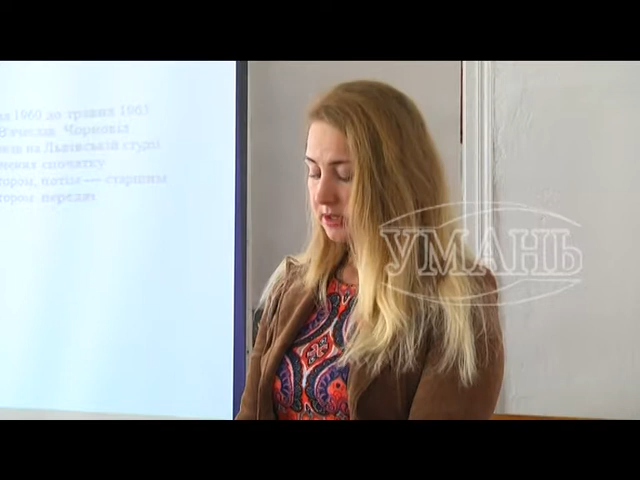 я 1960 до травня 1963
В'ячеслав Чорновіл
на Львівській студії
спочатку
тором, потім — старшим
тором передач
УМАНЬ